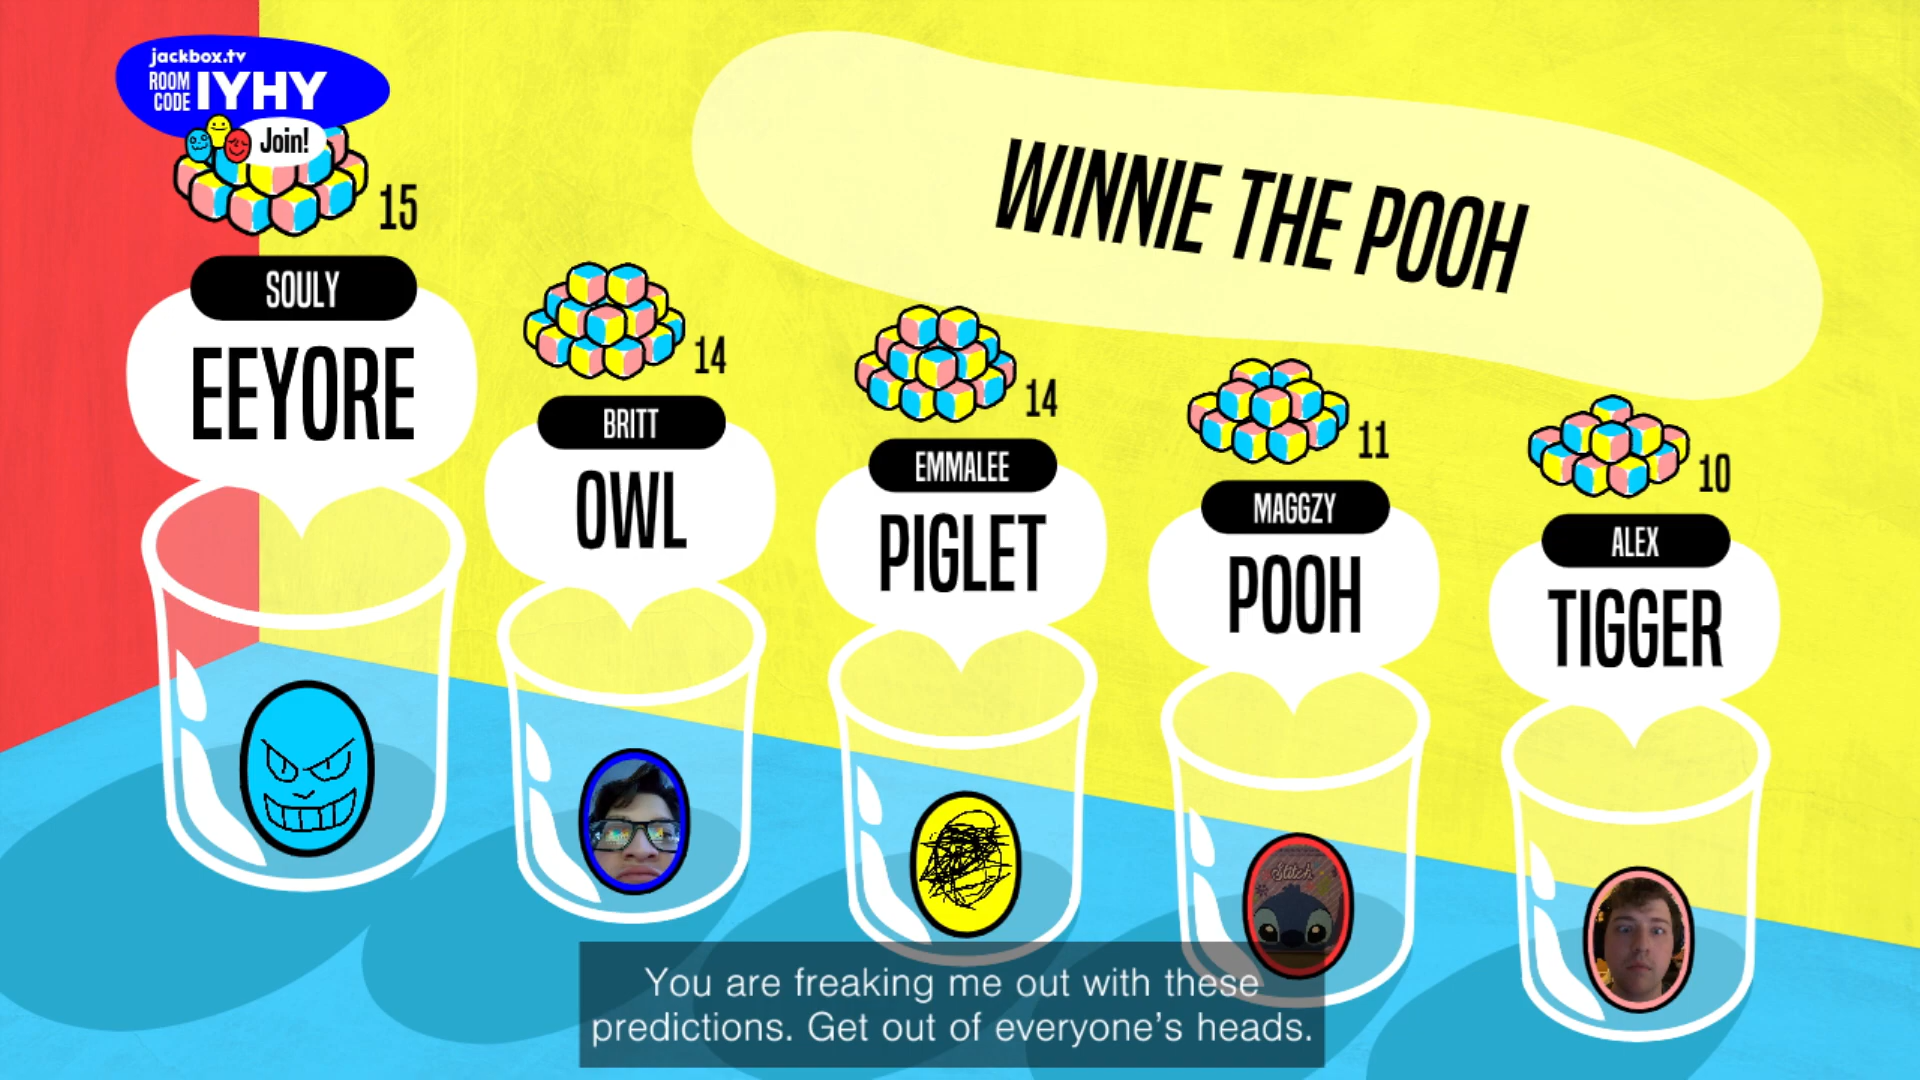 jackbox.tv
ROOM CODE IYHY
Join!
WINNIE THE POOH
15
SOULY
EEYORE
14
BRITT
OWL
14
EMMALEE
PIGLET
11
MAGGZY
POOH
10
ALEX
TIGGER
Stitch
You are freaking me out with these
predictions. Get out of everyone's heads.